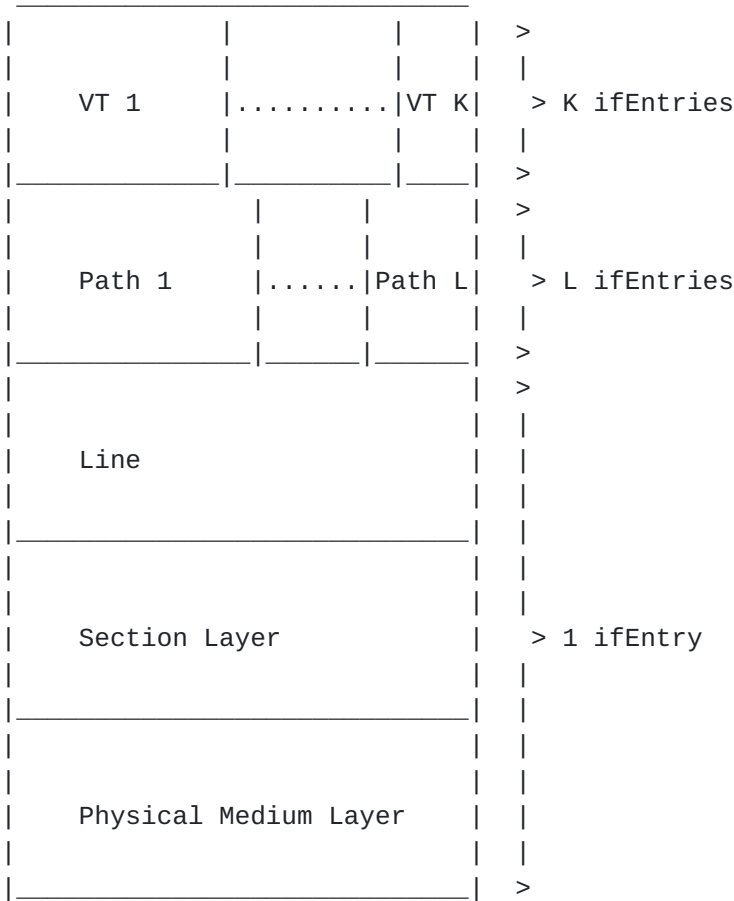 VT 1 ..........VT K > K ifEntries
Path 1 ......Path L > L ifEntries
Line
Section Layer > 1 ifEntry
Physical Medium Layer